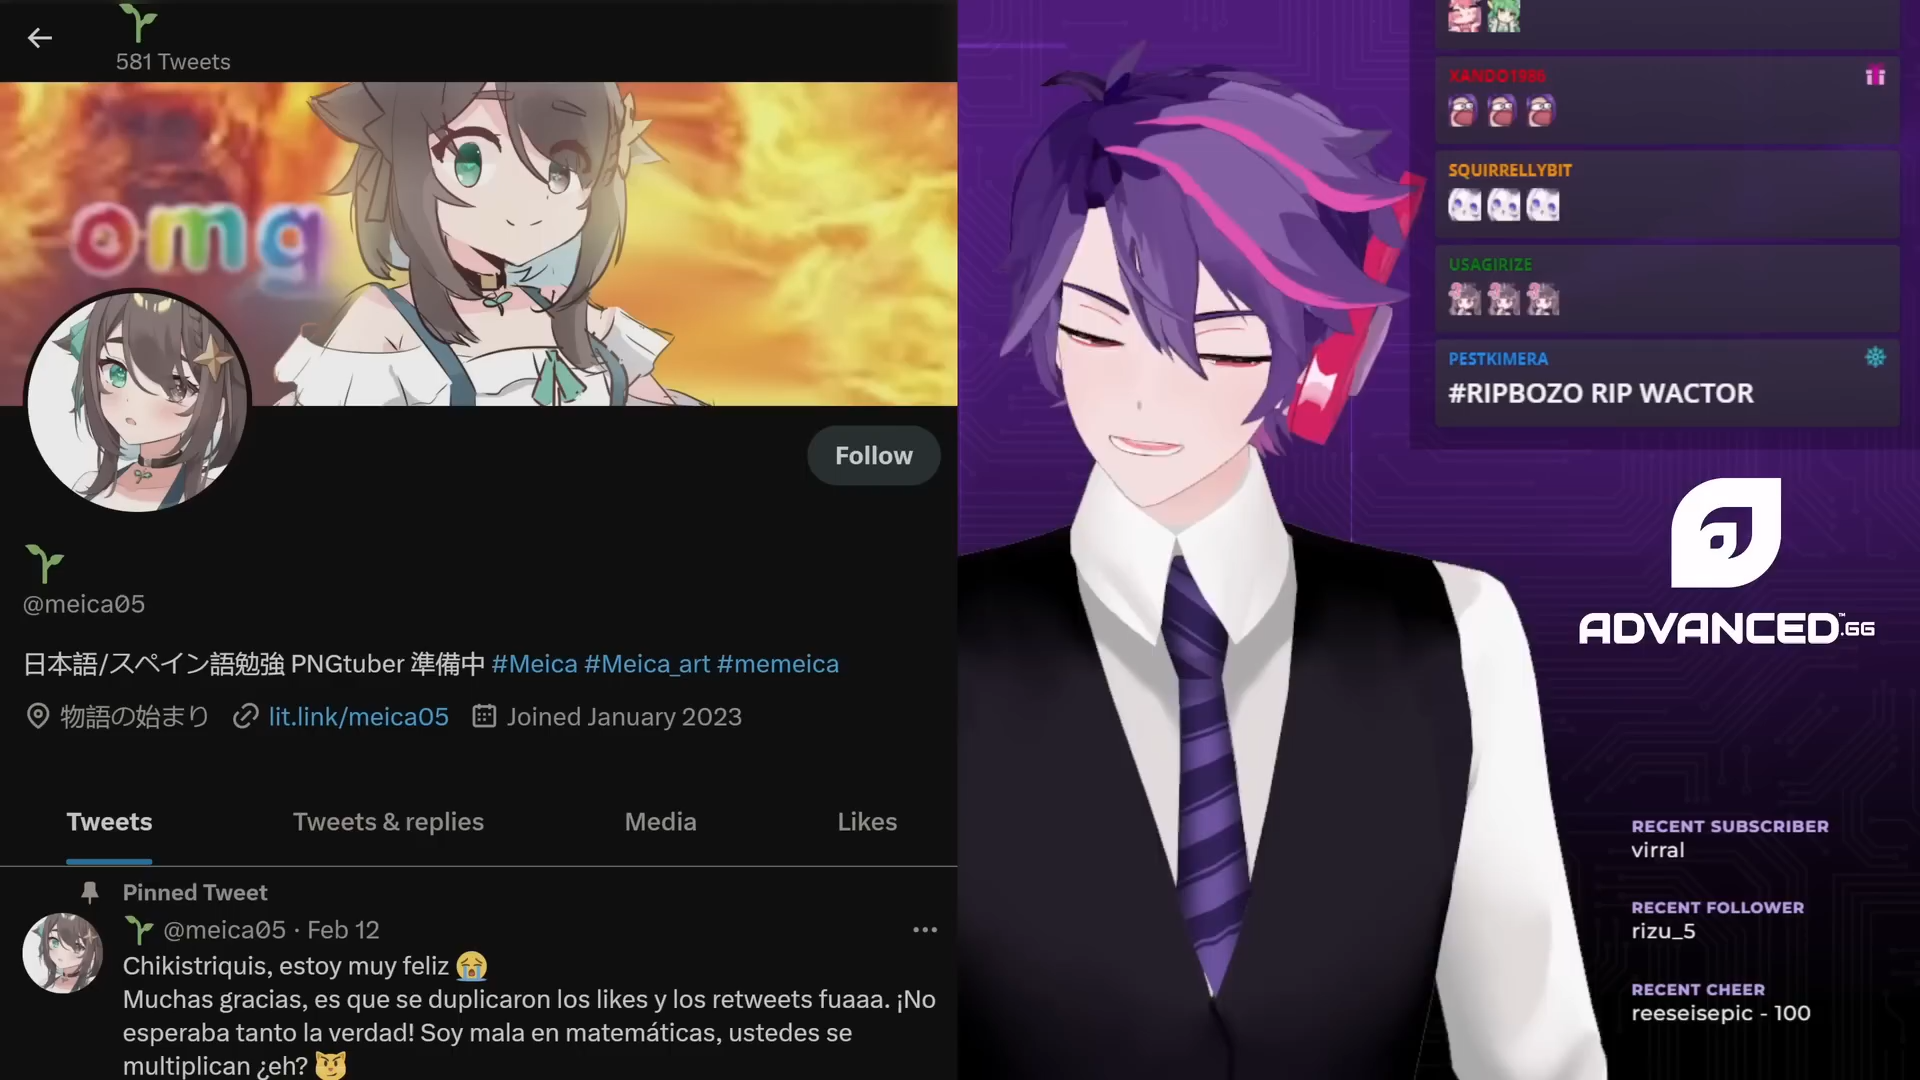 581 Tweets
omg
Follow
@meica05
日本語/スペイン語勉強 PNGtuber 準備中 #Meica #Meica_art #memeica
物語の始まり lit.link/meica05 Joined January 2023
Tweets Tweets & replies Media Likes
Pinned Tweet
@meica05 · Feb 12
Chikistriquis, estoy muy feliz 😭
Muchas gracias, es que se duplicaron los likes y los retweets fuaaa. ¡No
esperaba tanto la verdad! Soy mala en matemáticas, ustedes se
multiplican ¿eh? 😼
XANDO1986
SQUIRRELLYBIT
USAGIRIZE
PESTKIMERA
#RIPBOZO RIP WACTOR
ADVANCED™.GG
RECENT SUBSCRIBER
virral
RECENT FOLLOWER
rizu_5
RECENT CHEER
reeseisepic - 100